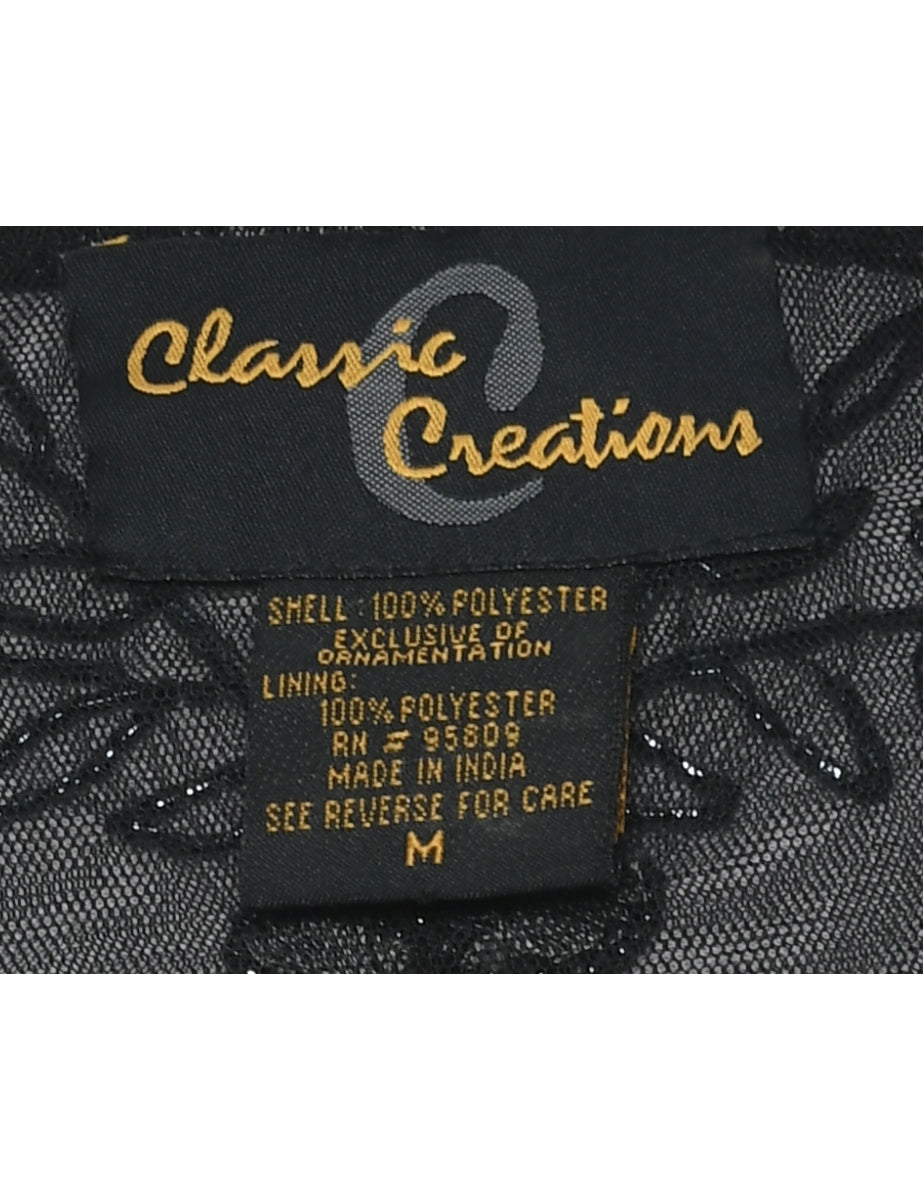 Classic
Creations
SHELL : 100% POLYESTER
EXCLUSIVE OF
ORNAMENTATION
LINING:
100% POLYESTER
RN # 95809
MADE IN INDIA
SEE REVERSE FOR CARE
M